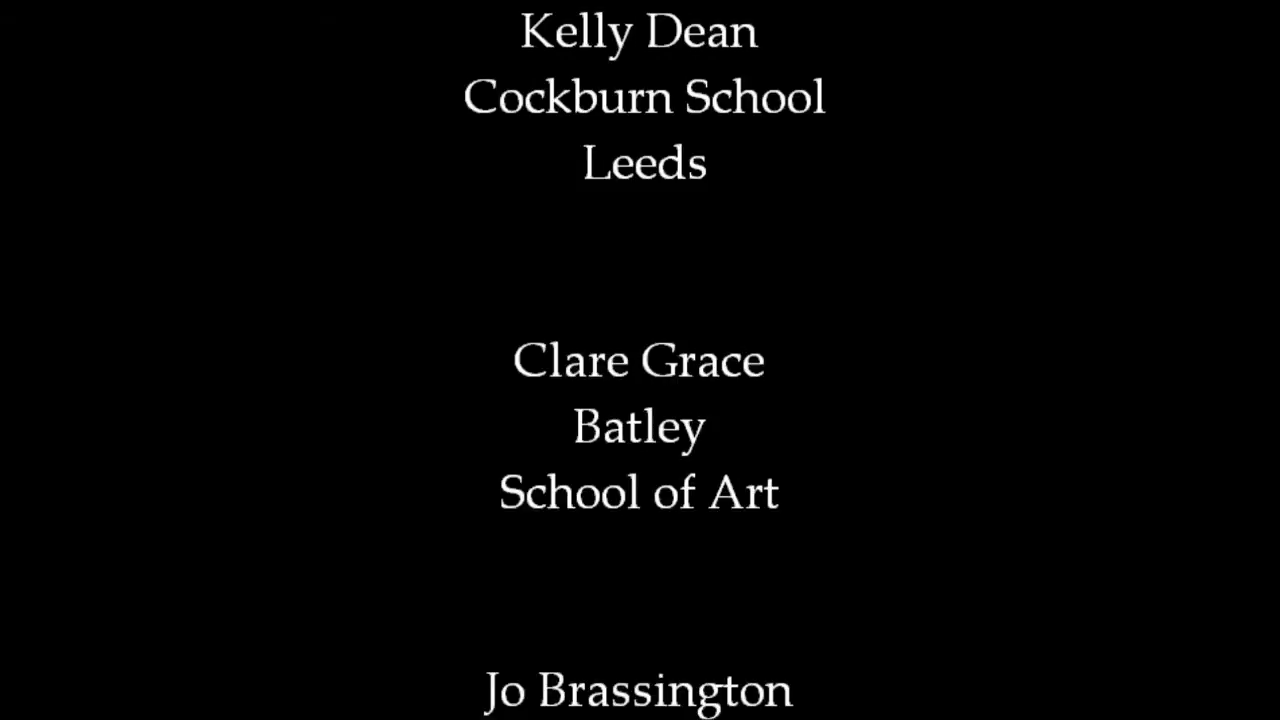 Kelly Dean
Cockburn School
Leeds
Clare Grace
Batley
School of Art
Jo Brassington